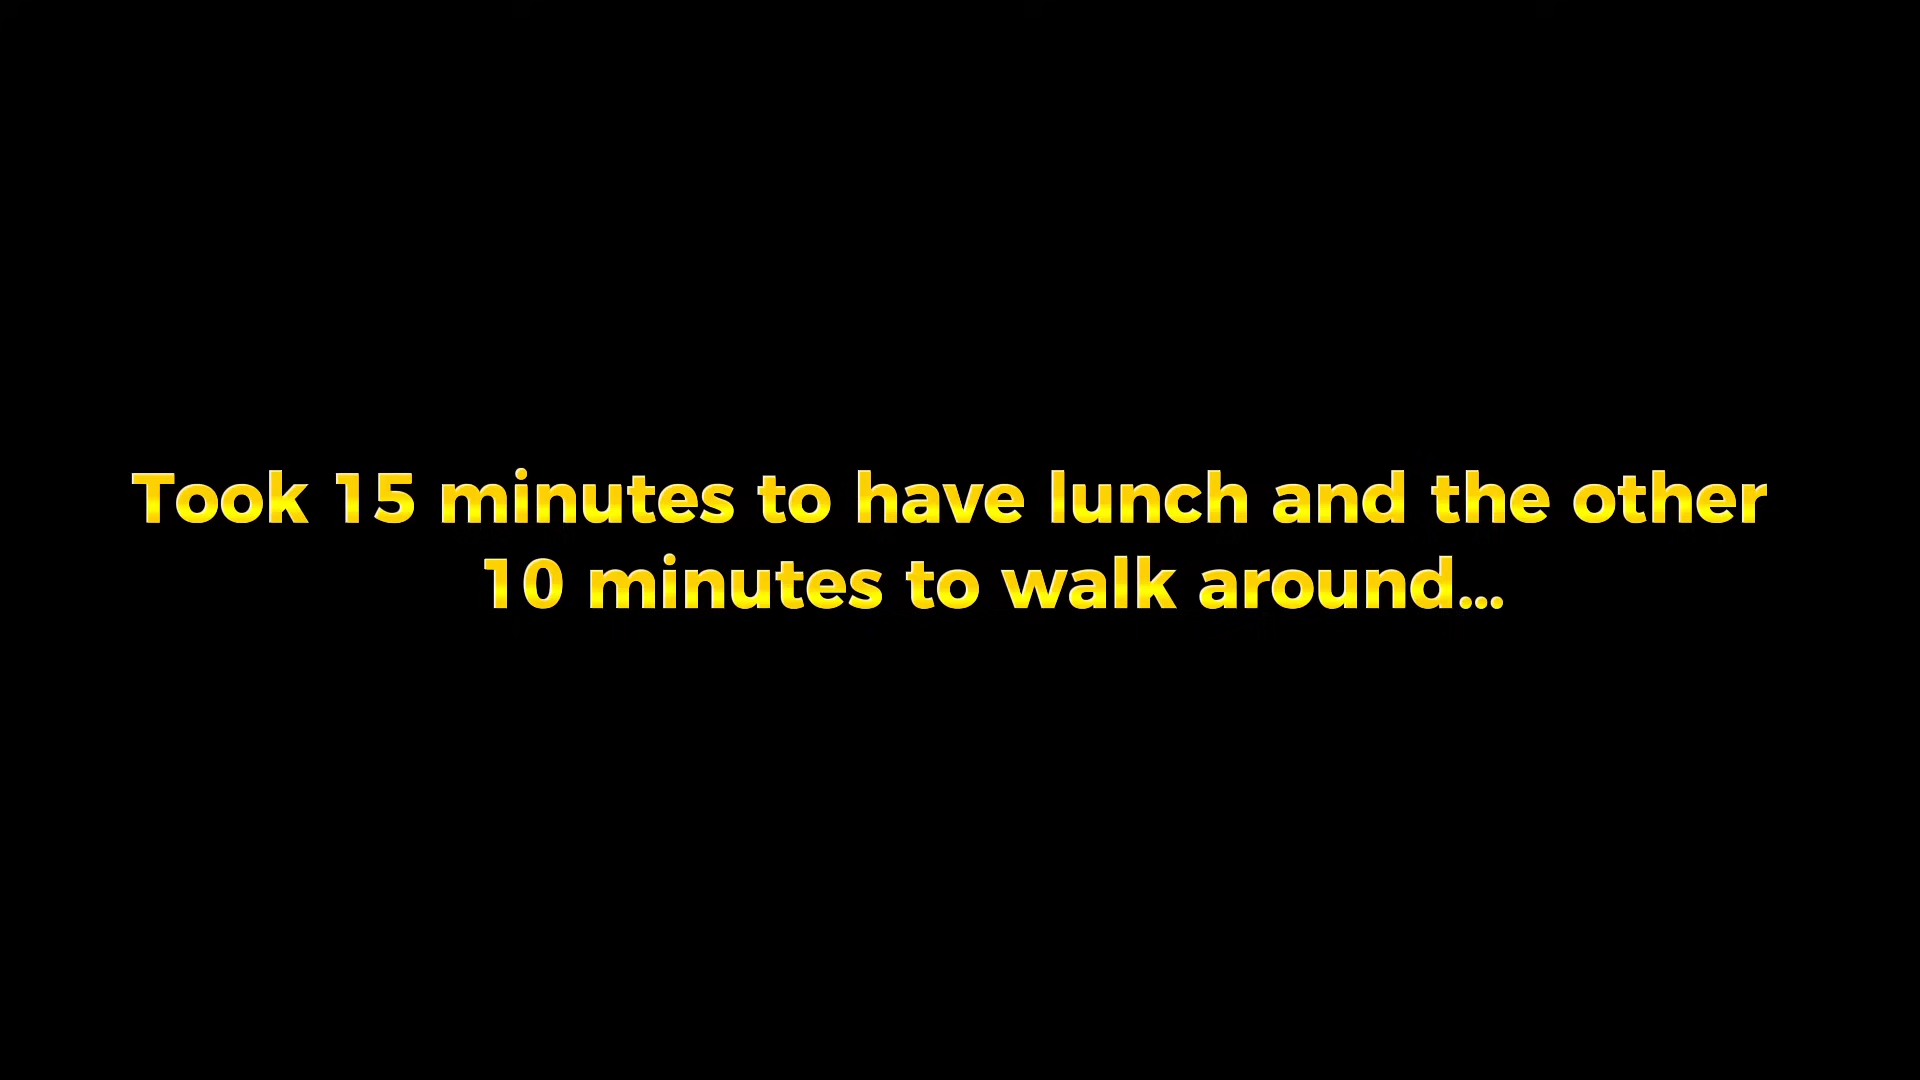 Took 15 minutes to have lunch and the other
10 minutes to walk around...